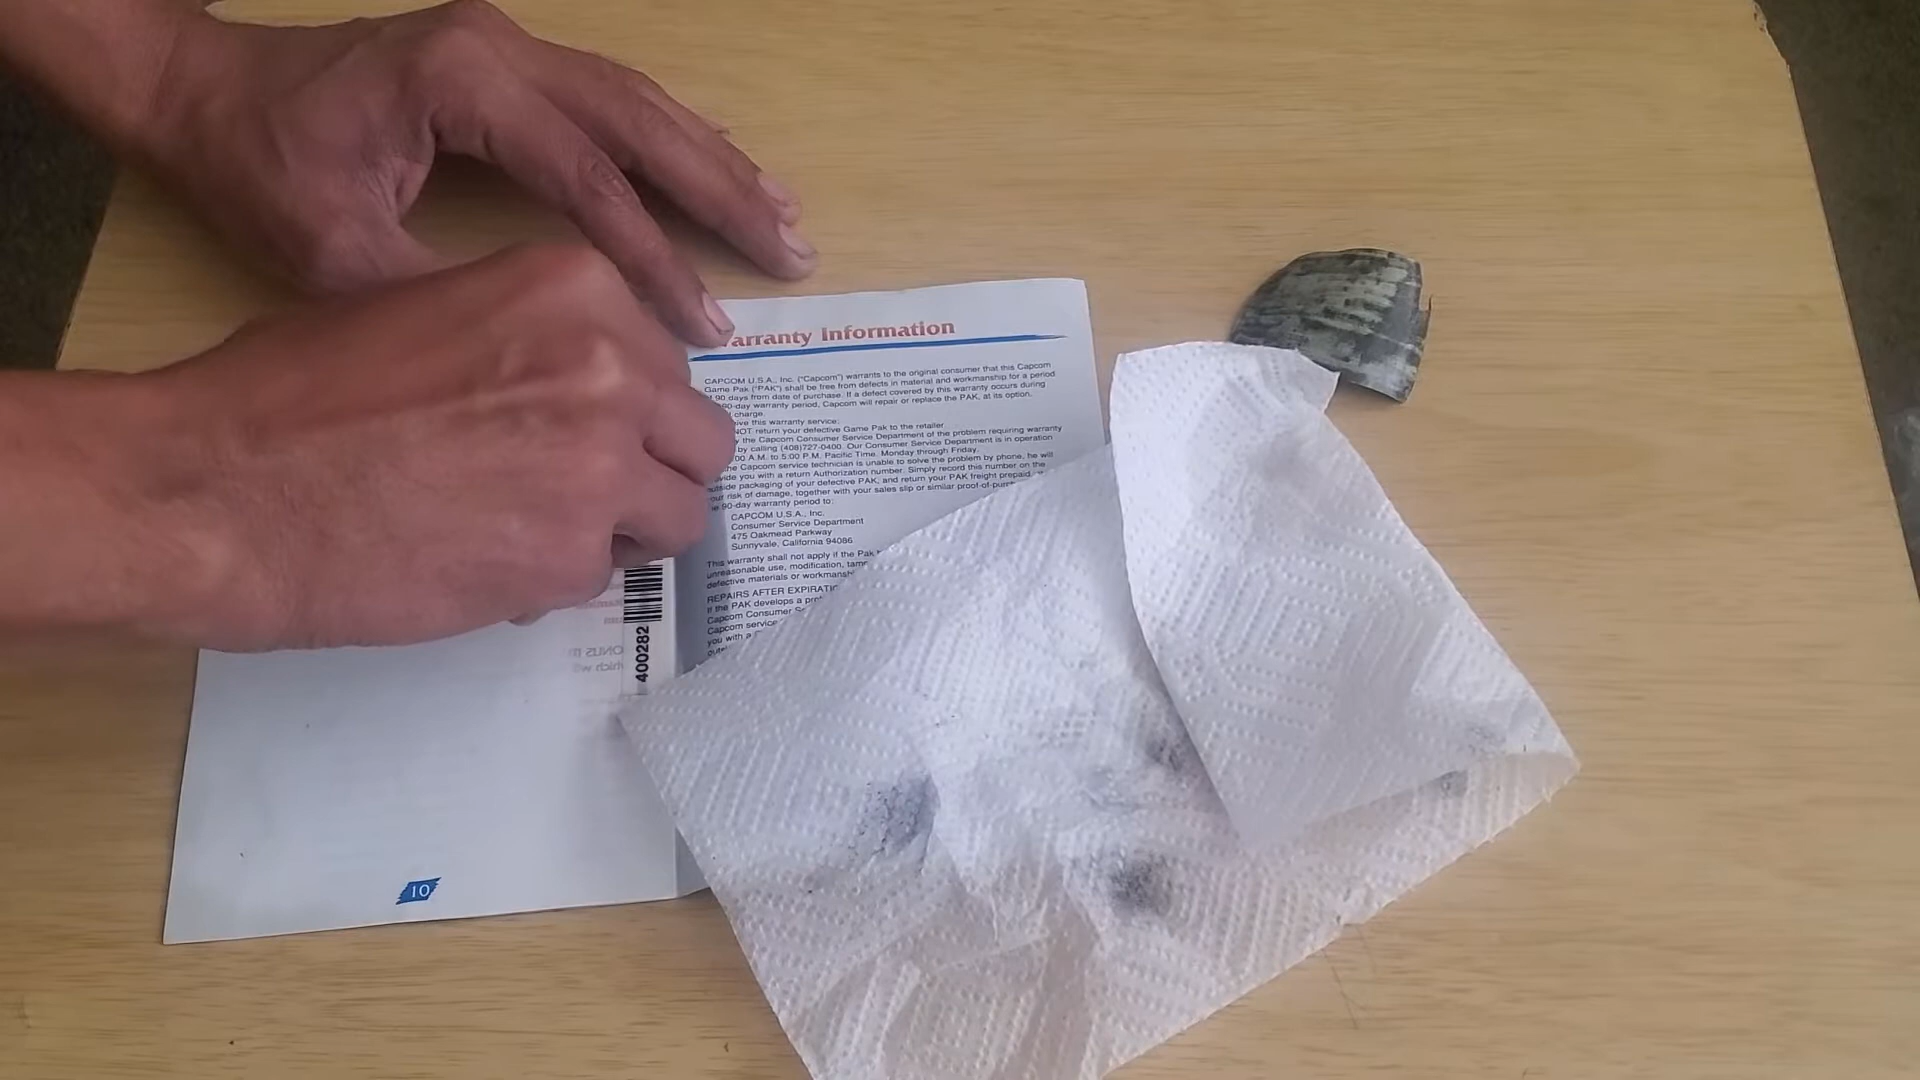 Warranty Information
CAPCOM U.S.A., Inc. ("Capcom") warrants to the original consumer that this Capcom
Game Pak ("PAK") shall be free from defects in material and workmanship for a period
90 days from date of purchase. If a defect covered by this warranty occurs during
90-day warranty period, Capcom will repair or replace the PAK, at its option,
charge.
this warranty service:
NOT return your defective Game Pak to the retailer
the Capcom Consumer Service Department of the problem requiring warranty
by calling (408)727-0400. Our Consumer Service Department is in operation
00 A.M. to 5:00 P.M. Pacific Time, Monday through Friday.
the Capcom service technician is unable to solve the problem by phone, he will
you with a return Authorization number. Simply record this number on the
packaging of your defective PAK, and return your PAK freight prepaid,
risk of damage, together with your sales slip or similar
90-day warranty period to:
CAPCOM U.S.A., Inc.
Consumer Service Department
475 Oakmead Parkway
Sunnyvale, California 94086
This warranty shall not apply if the Pak
unreasonable use, modification,
defective materials or
REPAIRS AFTER
If the PAK develops a
Capcom Consumer
Capcom service
you with a
400282
10